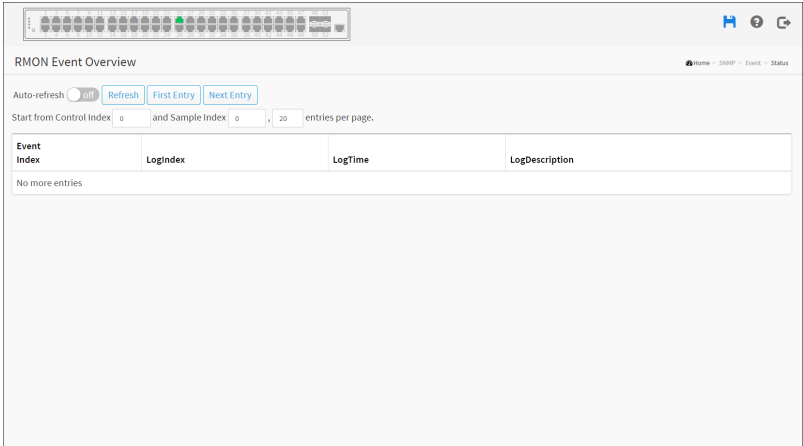 RMON Event Overview
Home > SNMP > Event > Status
Auto-refresh off Refresh First Entry Next Entry
Start from Control Index 0 and Sample Index 0 , 20 entries per page.
Event
Index LogIndex LogTime LogDescription
No more entries